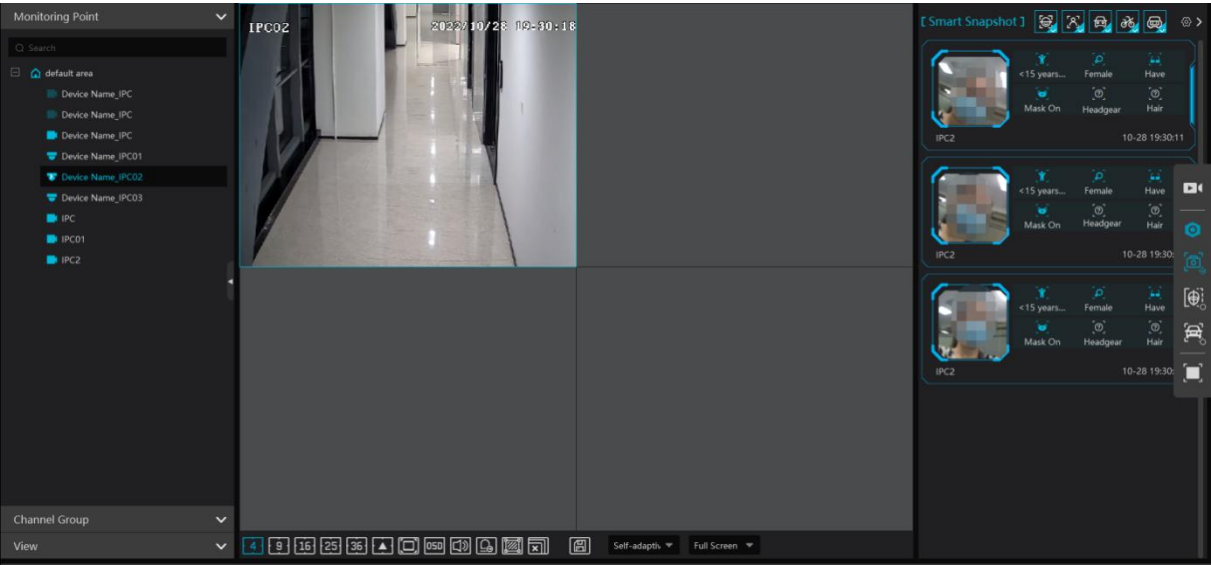 Monitoring Point
Search
default area
Device Name_IPC
Device Name_IPC
Device Name_IPC
Device Name_IPC01
Device Name_IPC02
Device Name_IPC03
IPC
IPC01
IPC2
Channel Group
View
IPC02 2022/10/28 19:30:18
4 9 16 25 36 OSD Self-adaptiv Full Screen
[ Smart Snapshot ]
<15 years... Female Have
Mask On Headgear Hair
IPC2 10-28 19:30:11
<15 years... Female Have
Mask On Headgear Hair
IPC2 10-28 19:30:
<15 years... Female Have
Mask On Headgear Hair
IPC2 10-28 19:30: